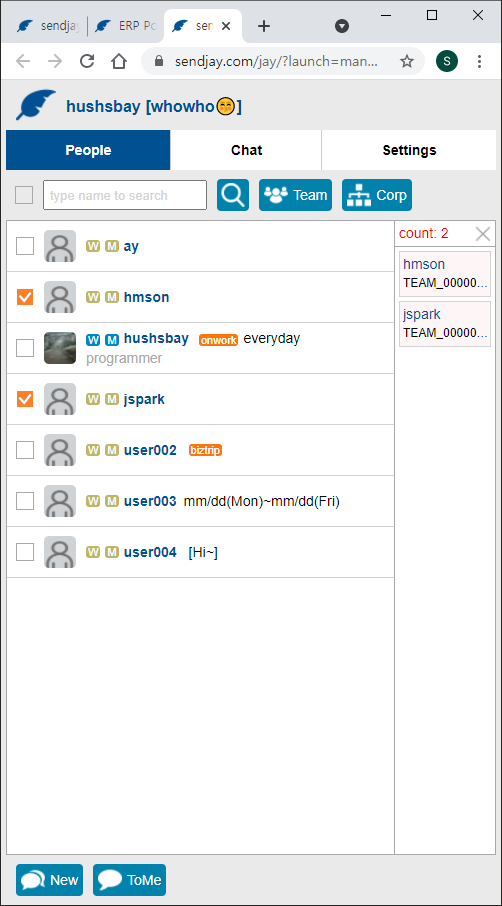 sendja
ERP Po
sen
sendjay.com/jay/?launch=man...
S
hushsbay [whowho😄]
People
Chat
Settings
type name to search
Team
Corp
count: 2
W M ay
W M hmson
W M hushsbay onwork everyday
programmer
W M jspark
W M user002 biztrip
W M user003 mm/dd(Mon)~mm/dd(Fri)
W M user004 [Hi~]
hmson
TEAM_00000...
jspark
TEAM_00000...
New
ToMe